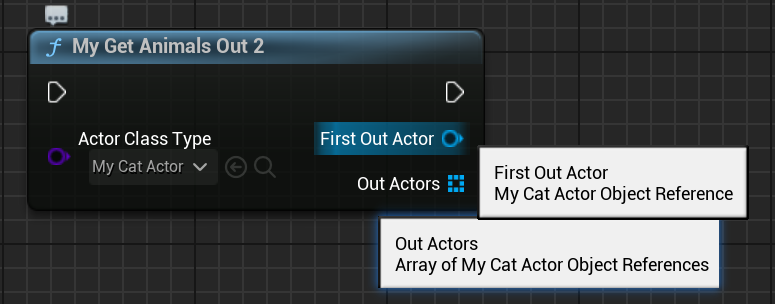 My Get Animals Out 2
Actor Class Type
My Cat Actor
First Out Actor
Out Actors
First Out Actor
My Cat Actor Object Reference
Out Actors
Array of My Cat Actor Object References